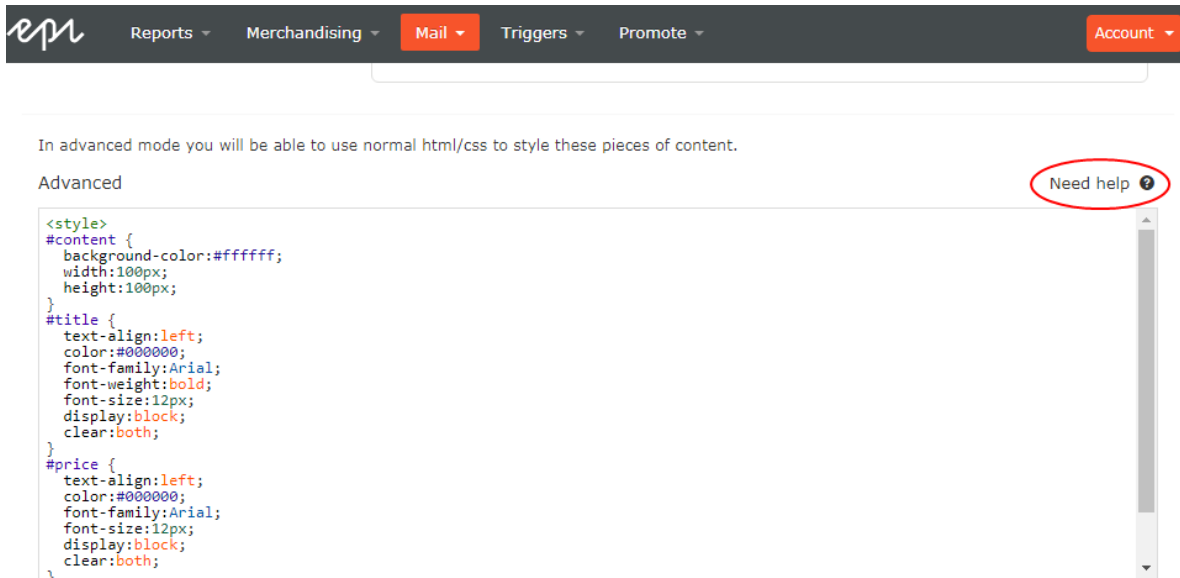 epi Reports Merchandising Mail Triggers Promote Account
In advanced mode you will be able to use normal html/css to style these pieces of content.
Advanced Need help ?
<style>
#content {
background-color:#ffffff;
width:100px;
height:100px;
}
#title {
text-align:left;
color:#000000;
font-family:Arial;
font-weight:bold;
font-size:12px;
display:block;
clear:both;
}
#price {
text-align:left;
color:#000000;
font-family:Arial;
font-size:12px;
display:block;
clear:both;
}